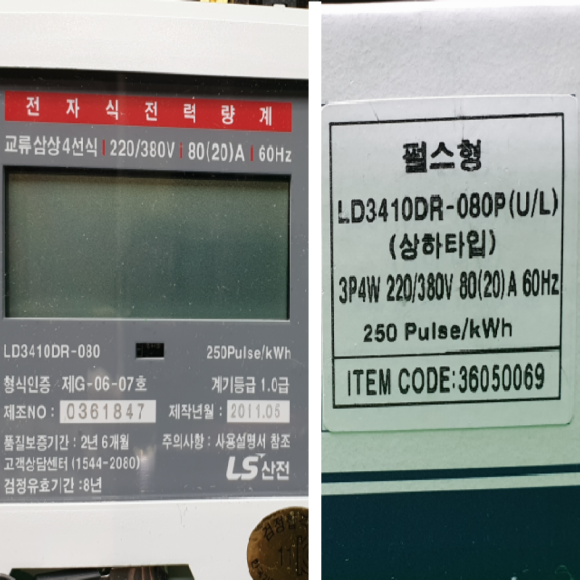 전자식전력량계
교류삼상4선식 | 220/380V | 80(20)A | 60Hz
LD3410DR-080 250Pulse/kWh
형식인증 제G-06-07호 계기등급 1.0급
제조NO : 0361847 제작년월 : 2011.05
품질보증기간 : 2년 6개월 주의사항 : 사용설명서 참조
고객상담센터 (1544-2080)
LS산전
검정유효기간 : 8년
펄스형
LD3410DR-080P(U/L)
(상하타입)
3P4W 220/380V 80(20)A 60Hz
250 Pulse/kWh
ITEM CODE:36050069